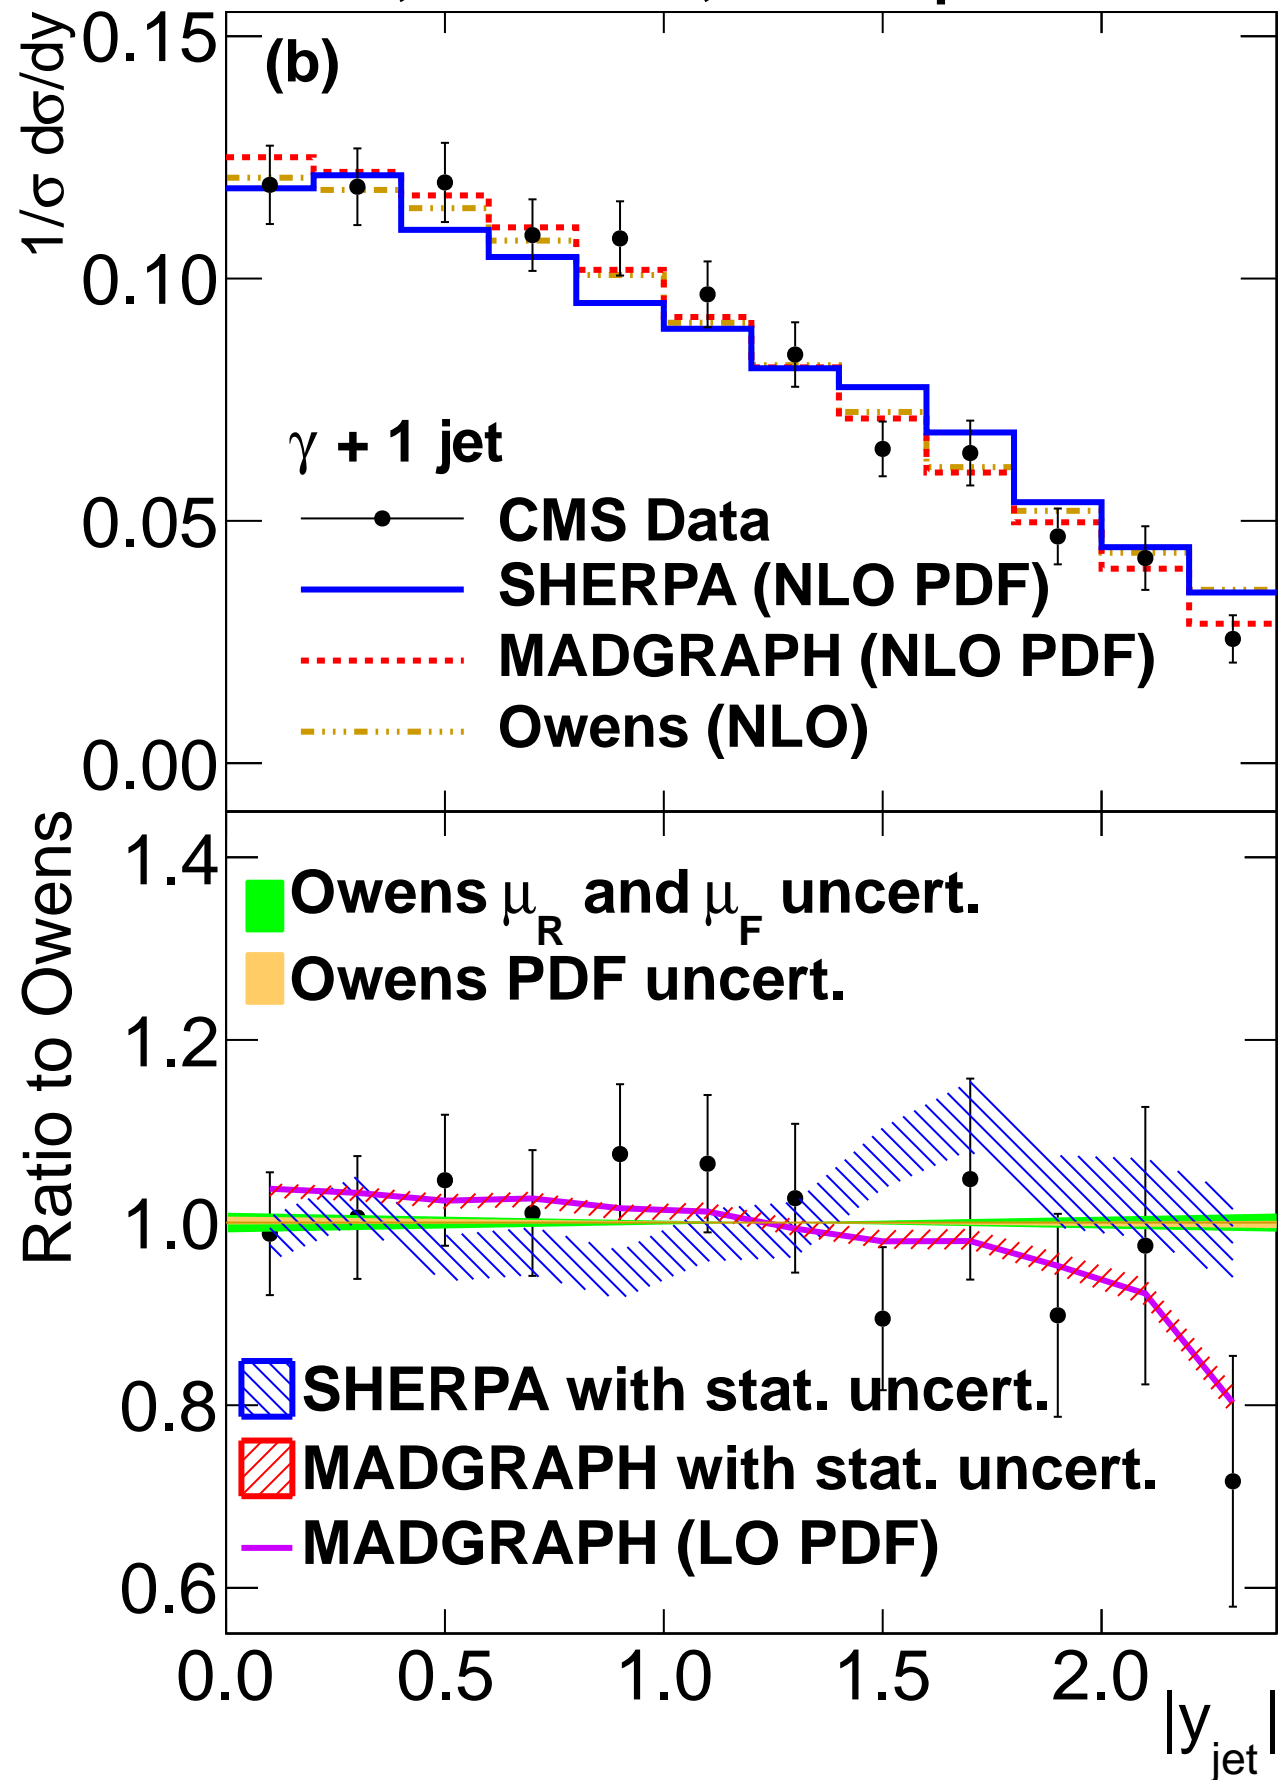 (b)
1/σ dσ/dy
0.15
0.10
0.05
0.00
γ + 1 jet
CMS Data
SHERPA (NLO PDF)
MADGRAPH (NLO PDF)
Owens (NLO)
Ratio to Owens
1.4
1.2
1.0
0.8
0.6
Owens μ_R and μ_F uncert.
Owens PDF uncert.
SHERPA with stat. uncert.
MADGRAPH with stat. uncert.
MADGRAPH (LO PDF)
0.0 0.5 1.0 1.5 2.0
|y_jet|